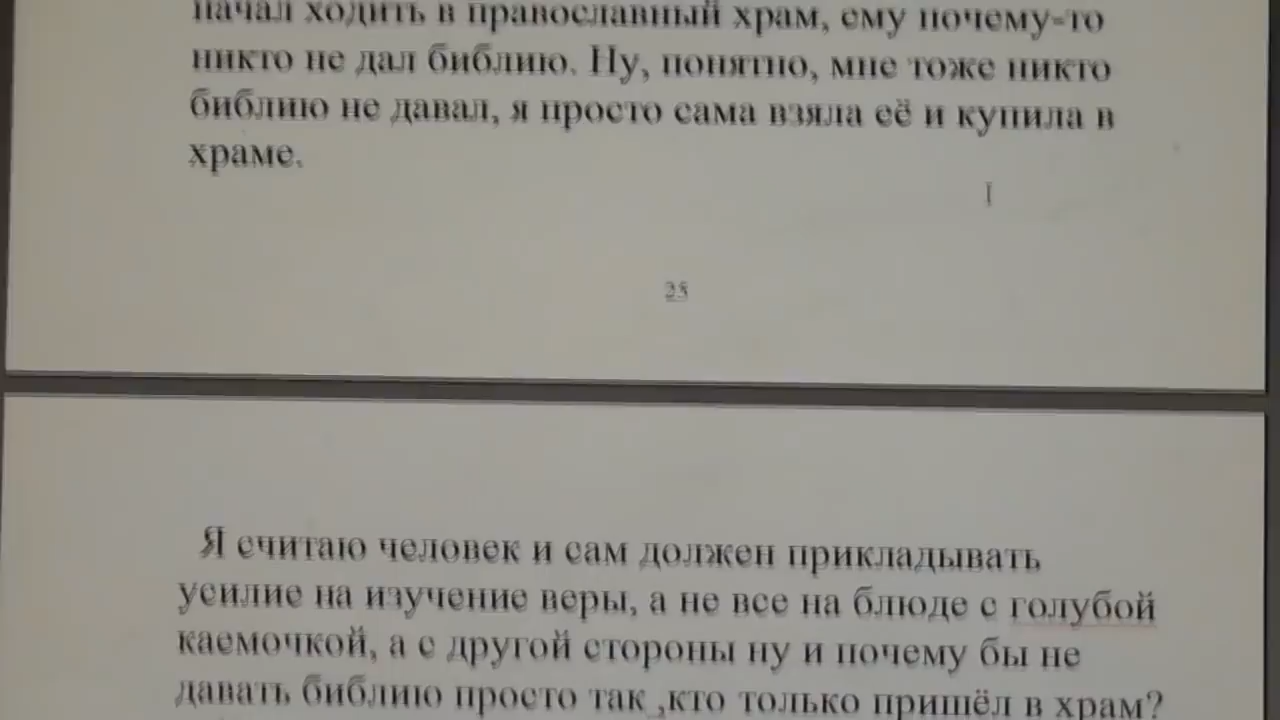 начал ходить в православный храм, ему почему-то
никто не дал библию. Ну, понятно, мне тоже никто
библию не давал, я просто сама взяла её и купила в
храме.
25
Я считаю человек и сам должен прикладывать
усилие на изучение веры, а не все на блюде с голубой
каемочкой, а с другой стороны ну и почему бы не
давать библию просто так ,кто только пришёл в храм?